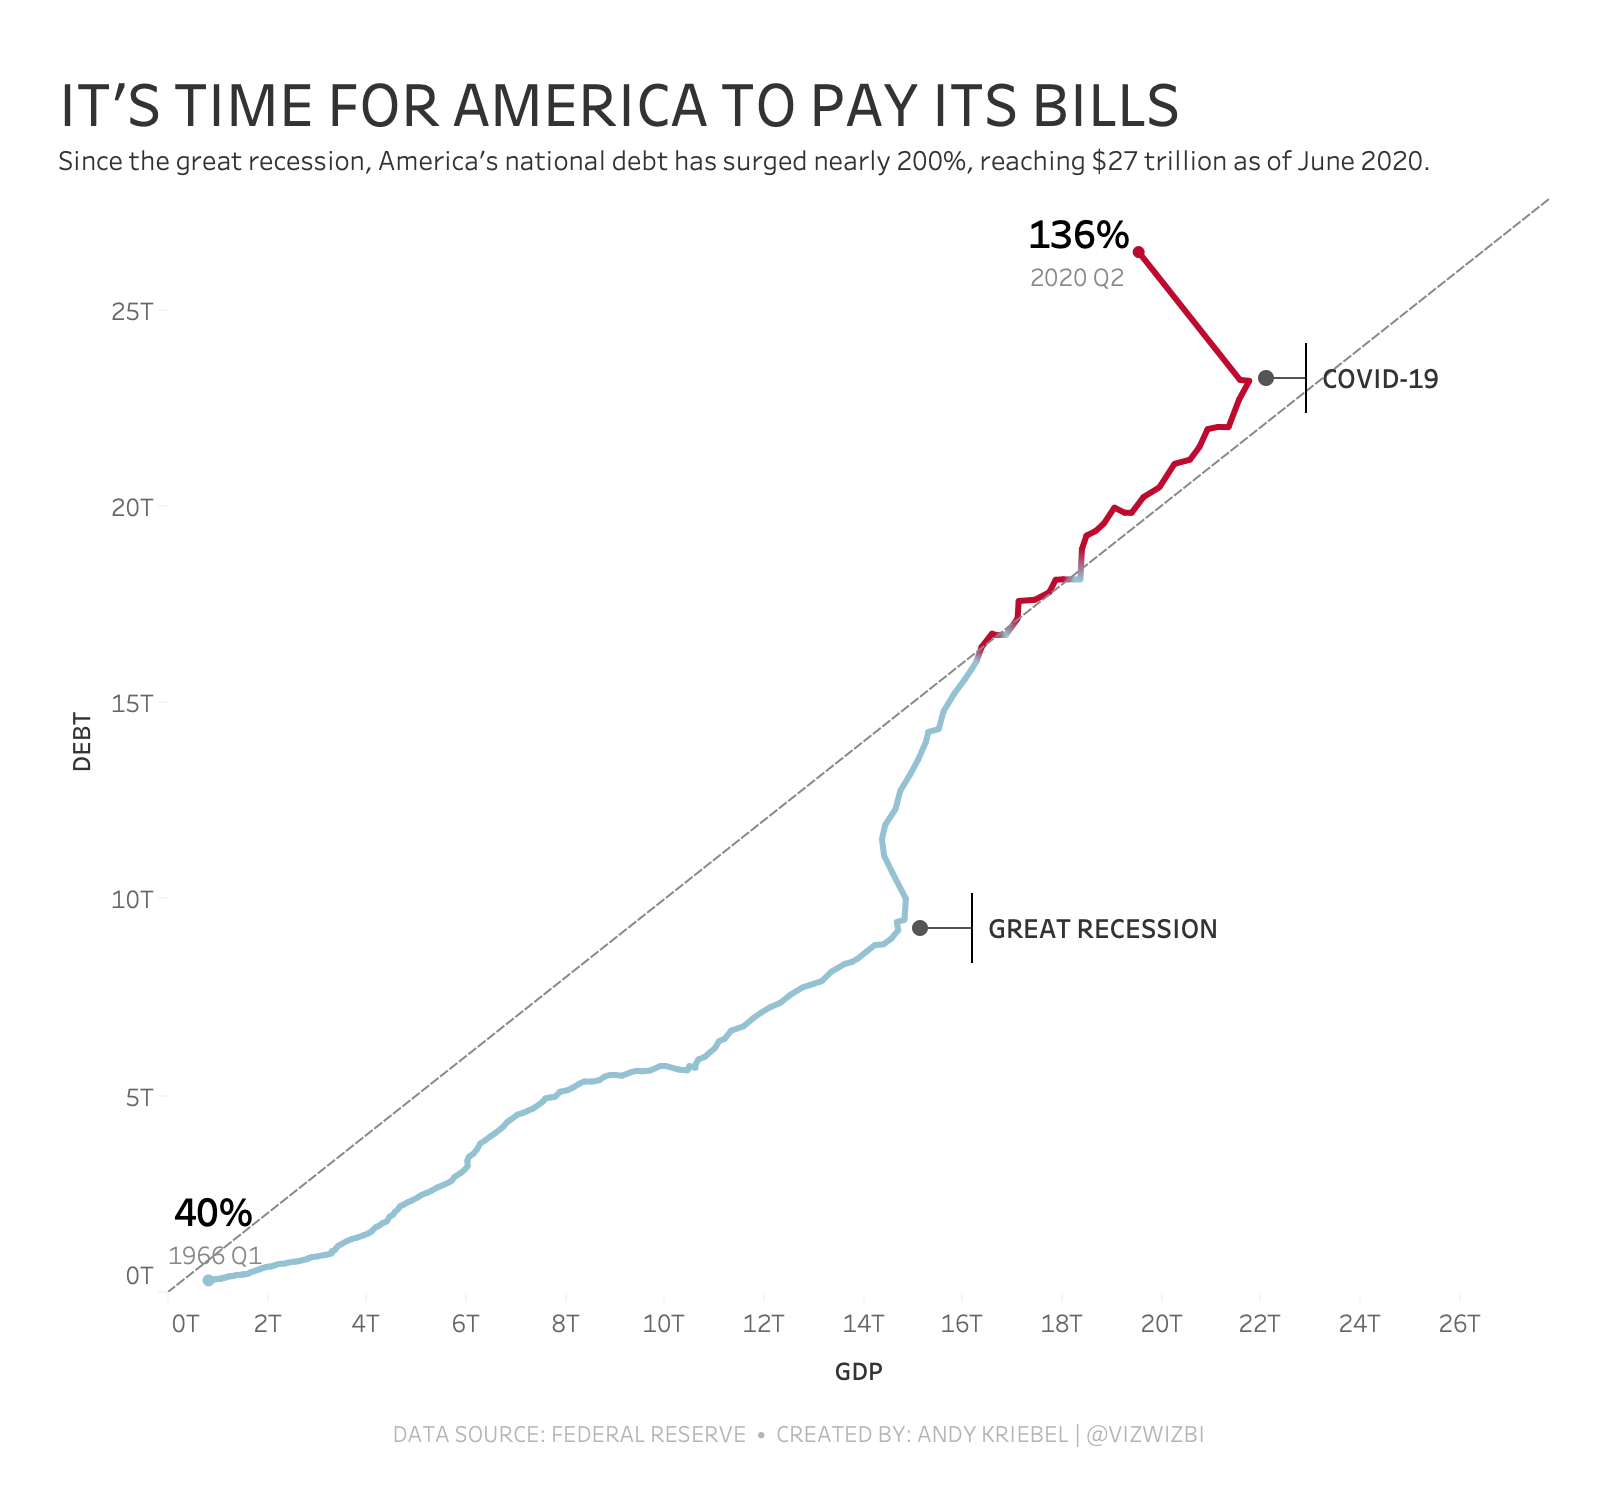 IT’S TIME FOR AMERICA TO PAY ITS BILLS
Since the great recession, America’s national debt has surged nearly 200%, reaching $27 trillion as of June 2020.
136%
2020 Q2
25T
COVID-19
20T
15T
DEBT
10T
GREAT RECESSION
5T
40%
1966 Q1
0T
0T 2T 4T 6T 8T 10T 12T 14T 16T 18T 20T 22T 24T 26T
GDP
DATA SOURCE: FEDERAL RESERVE • CREATED BY: ANDY KRIEBEL | @VIZWIZBI